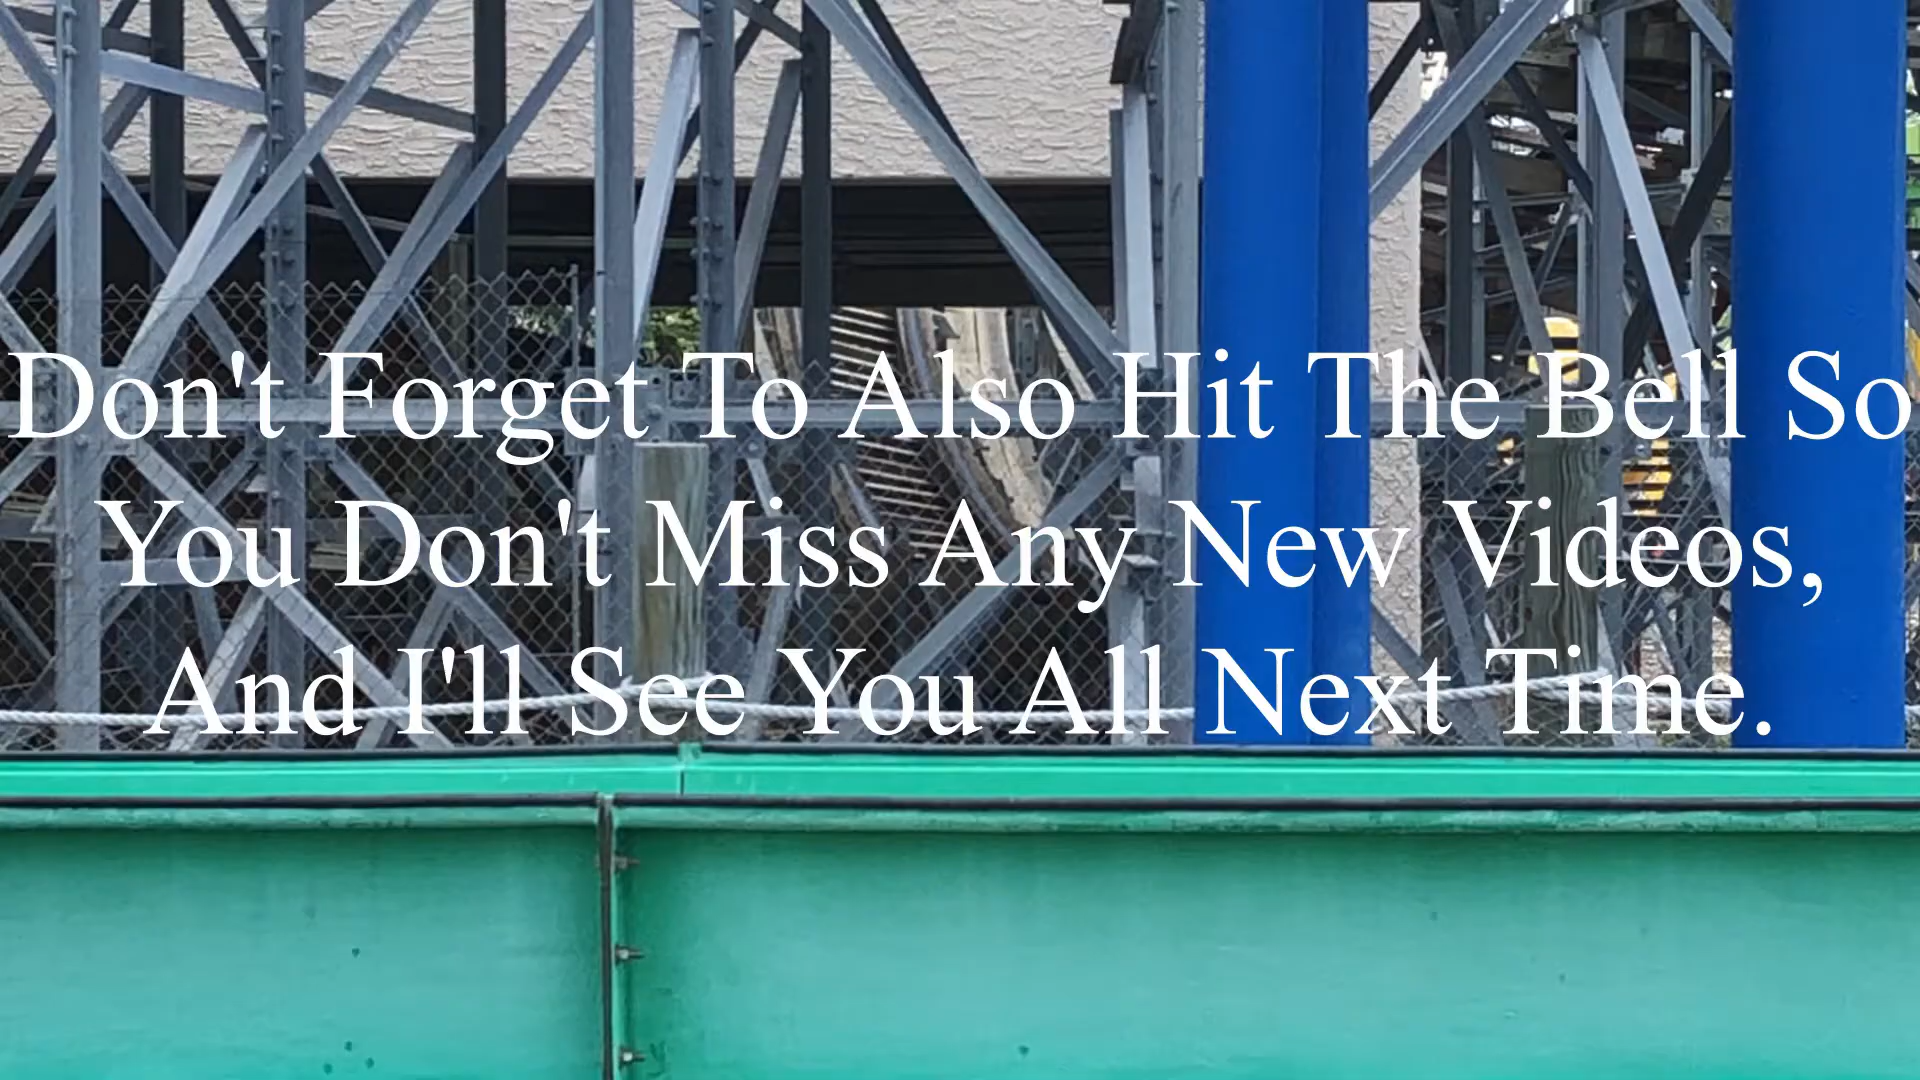 Don't Forget To Also Hit The Bell So
You Don't Miss Any New Videos,
And I'll See You All Next Time.